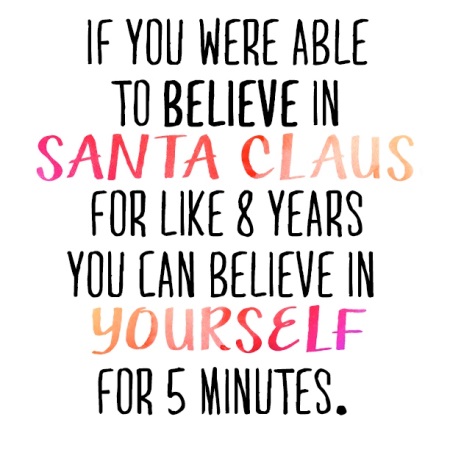 IF YOU WERE ABLE
TO BELIEVE IN
SANTA CLAUS
FOR LIKE 8 YEARS
YOU CAN BELIEVE IN
YOURSELF
FOR 5 MINUTES.